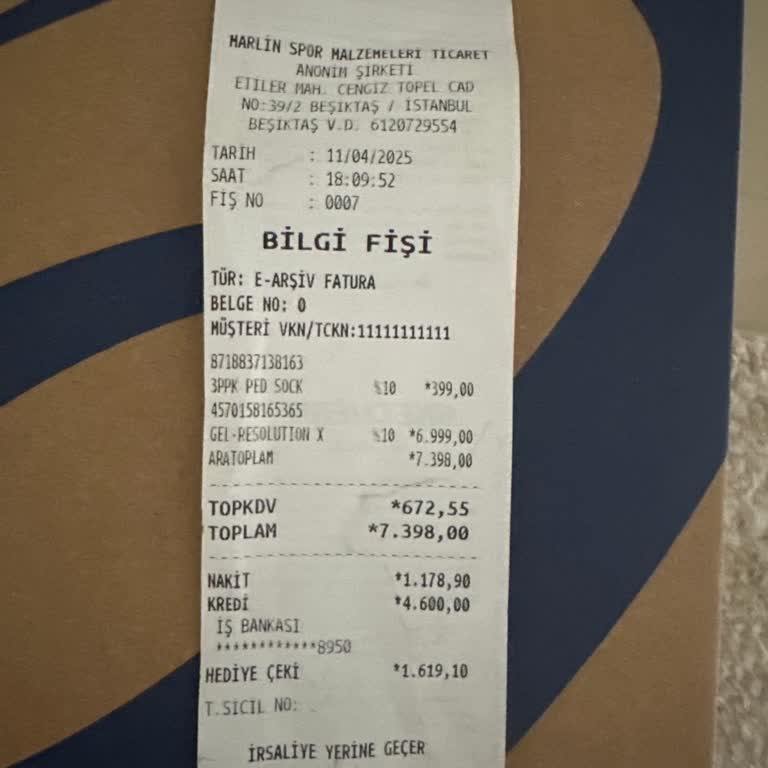 MARLİN SPOR MALZEMELERİ TİCARET
ANONİM ŞİRKETİ
ETİLER MAH. CENGİZ TOPEL CAD
NO:39/2 BEŞİKTAŞ / İSTANBUL
BEŞİKTAŞ V.D. 6120729554
TARİH : 11/04/2025
SAAT : 18:09:52
FİŞ NO : 0007
BİLGİ FİŞİ
TÜR: E-ARŞİV FATURA
BELGE NO: 0
MÜŞTERİ VKN/TCKN:11111111111
8718837138163
3PPK PED SOCK %10 *399,00
4570158165365
GEL-RESOLUTION X %10 *6.999,00
ARATOPLAM *7.398,00
TOPKDV *672,55
TOPLAM *7.398,00
NAKİT *1.178,90
KREDİ *4.600,00
İŞ BANKASI
************8950
HEDİYE ÇEKİ *1.619,10
T.SİCİL NO:
İRSALİYE YERİNE GEÇER